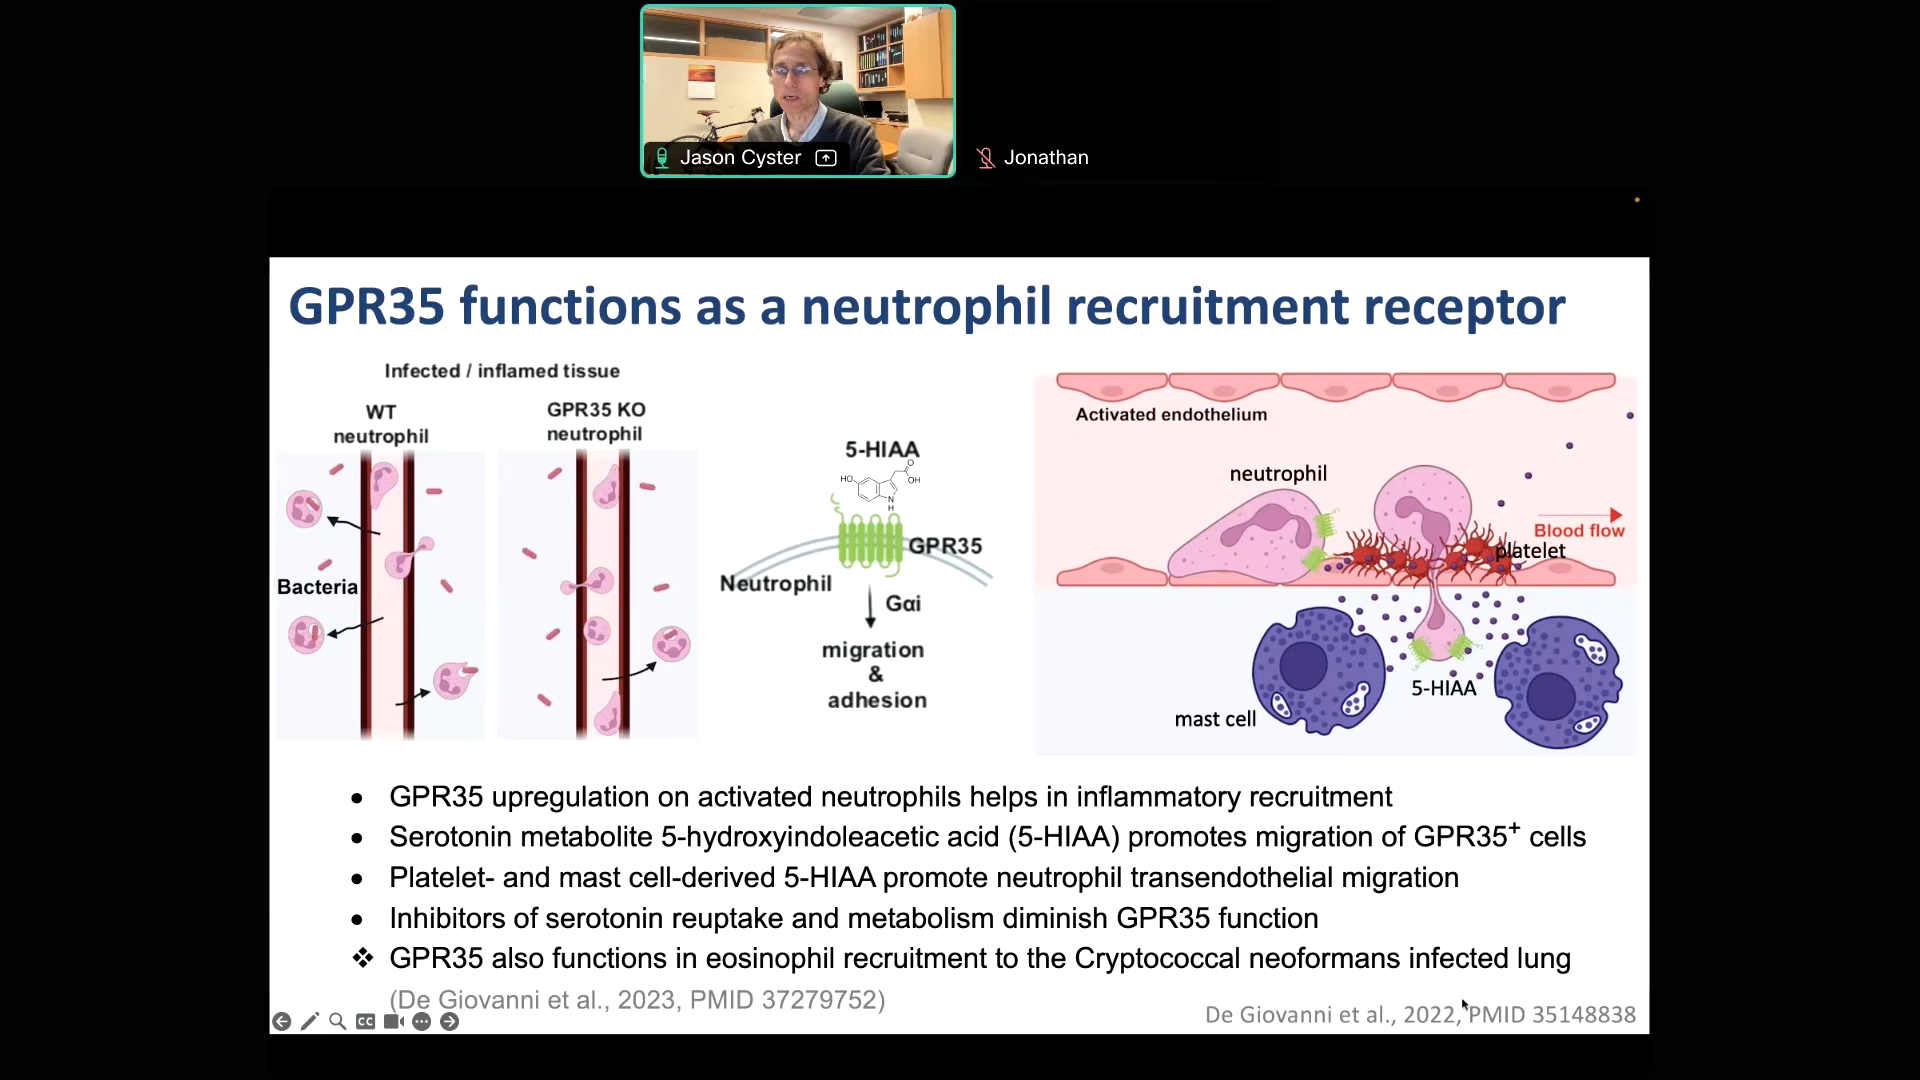 Jason Cyster
Jonathan
GPR35 functions as a neutrophil recruitment receptor
Infected / inflamed tissue
WT
neutrophil
GPR35 KO
neutrophil
Bacteria
5-HIAA
HO
O
OH
N
H
GPR35
Neutrophil
Gαi
migration
&
adhesion
Activated endothelium
neutrophil
Blood flow
platelet
5-HIAA
mast cell
• GPR35 upregulation on activated neutrophils helps in inflammatory recruitment
• Serotonin metabolite 5-hydroxyindoleacetic acid (5-HIAA) promotes migration of GPR35⁺ cells
• Platelet- and mast cell-derived 5-HIAA promote neutrophil transendothelial migration
• Inhibitors of serotonin reuptake and metabolism diminish GPR35 function
❖ GPR35 also functions in eosinophil recruitment to the Cryptococcal neoformans infected lung
(De Giovanni et al., 2023, PMID 37279752)
De Giovanni et al., 2022, PMID 35148838
CC